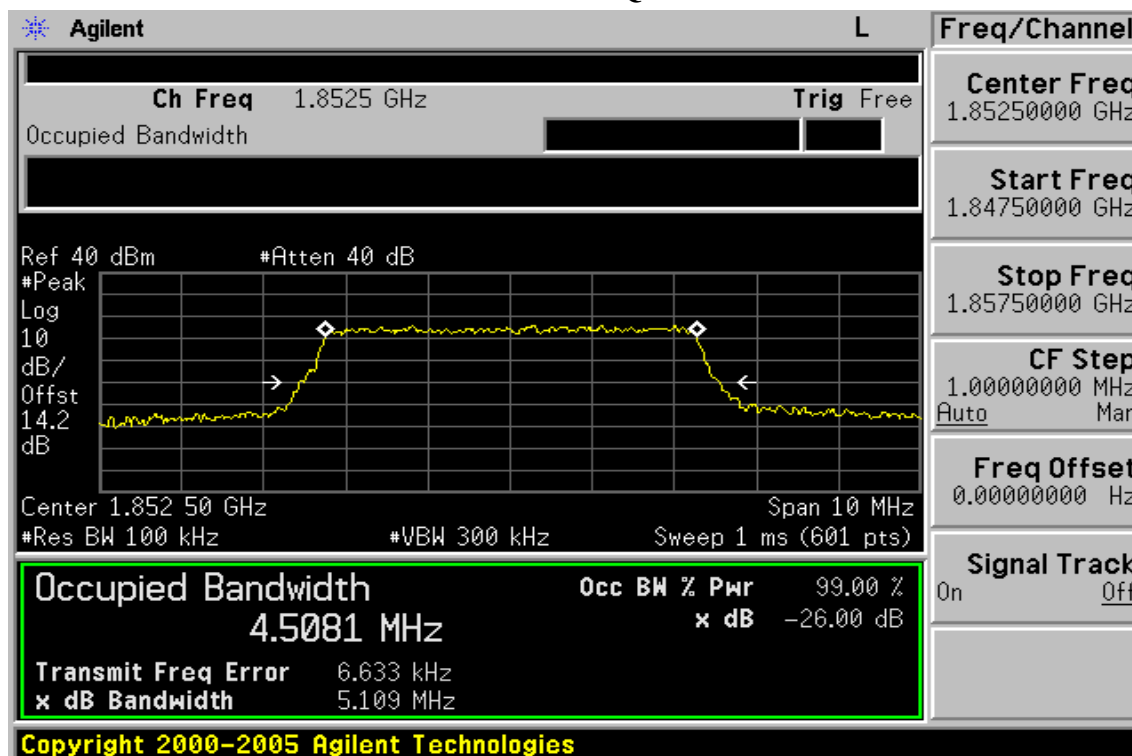 Agilent L Freq/Channel
Ch Freq 1.8525 GHz Trig Free
Occupied Bandwidth
Center Freq
1.85250000 GHz
Start Freq
1.84750000 GHz
Stop Freq
1.85750000 GHz
CF Step
1.00000000 MHz
Auto Man
Freq Offset
0.00000000 Hz
Signal Track
On Off
Ref 40 dBm #Atten 40 dB
#Peak
Log
10
dB/
Offst
14.2
dB
Center 1.852 50 GHz Span 10 MHz
#Res BW 100 kHz #VBW 300 kHz Sweep 1 ms (601 pts)
Occupied Bandwidth Occ BW % Pwr 99.00 %
4.5081 MHz x dB -26.00 dB
Transmit Freq Error 6.633 kHz
x dB Bandwidth 5.109 MHz
Copyright 2000-2005 Agilent Technologies